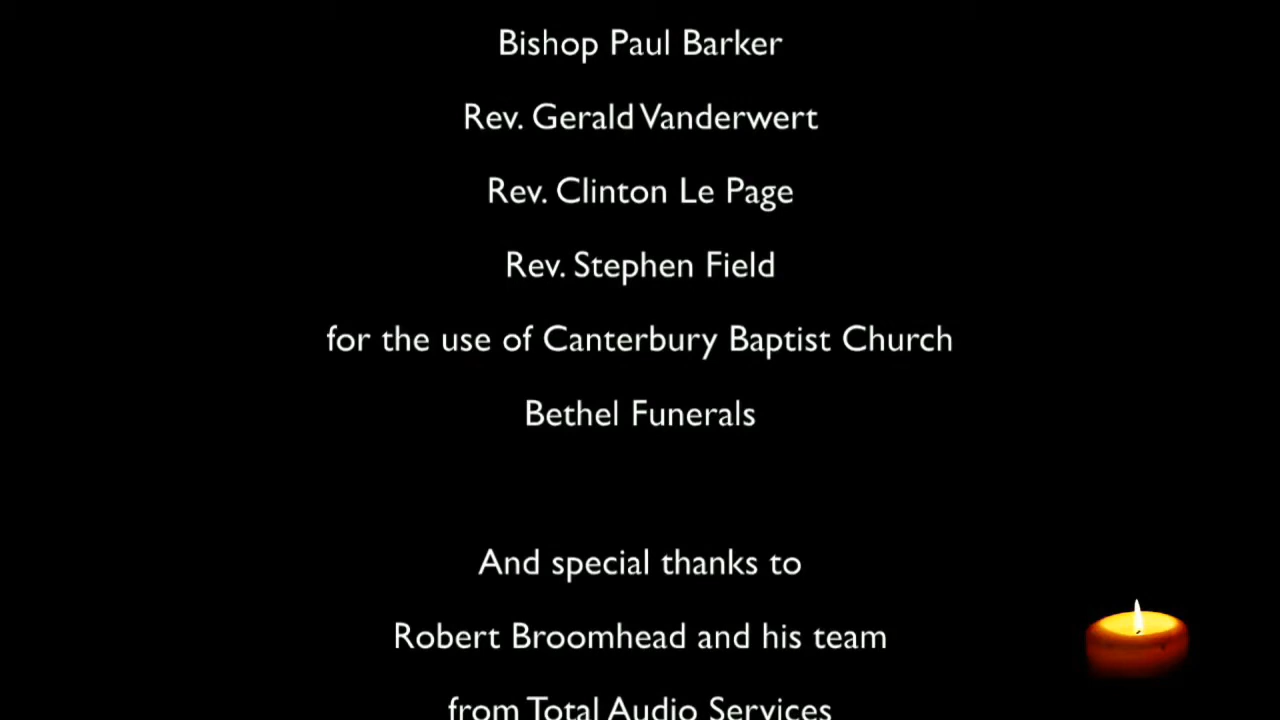 Bishop Paul Barker
Rev. Gerald Vanderwert
Rev. Clinton Le Page
Rev. Stephen Field
for the use of Canterbury Baptist Church
Bethel Funerals
And special thanks to
Robert Broomhead and his team
from Total Audio Services